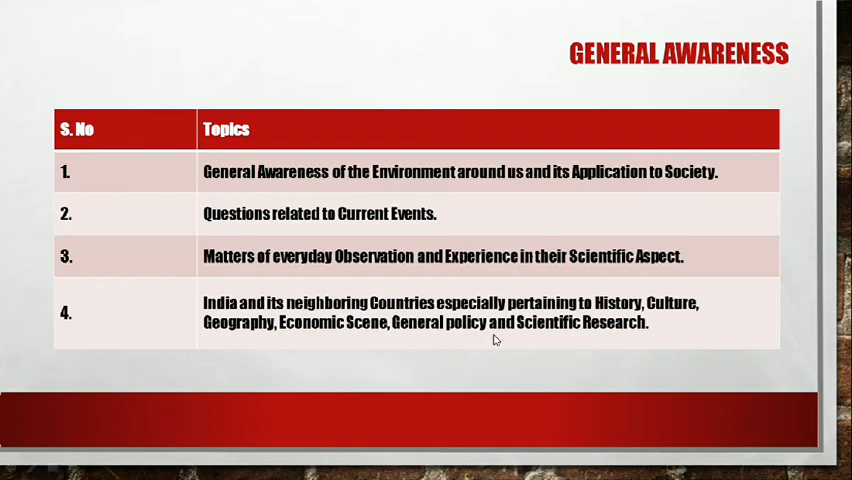 GENERAL AWARENESS
S. No Topics
1. General Awareness of the Environment around us and its Application to Society.
2. Questions related to Current Events.
3. Matters of everyday Observation and Experience in their Scientific Aspect.
4. India and its neighboring Countries especially pertaining to History, Culture,
Geography, Economic Scene, General policy and Scientific Research.